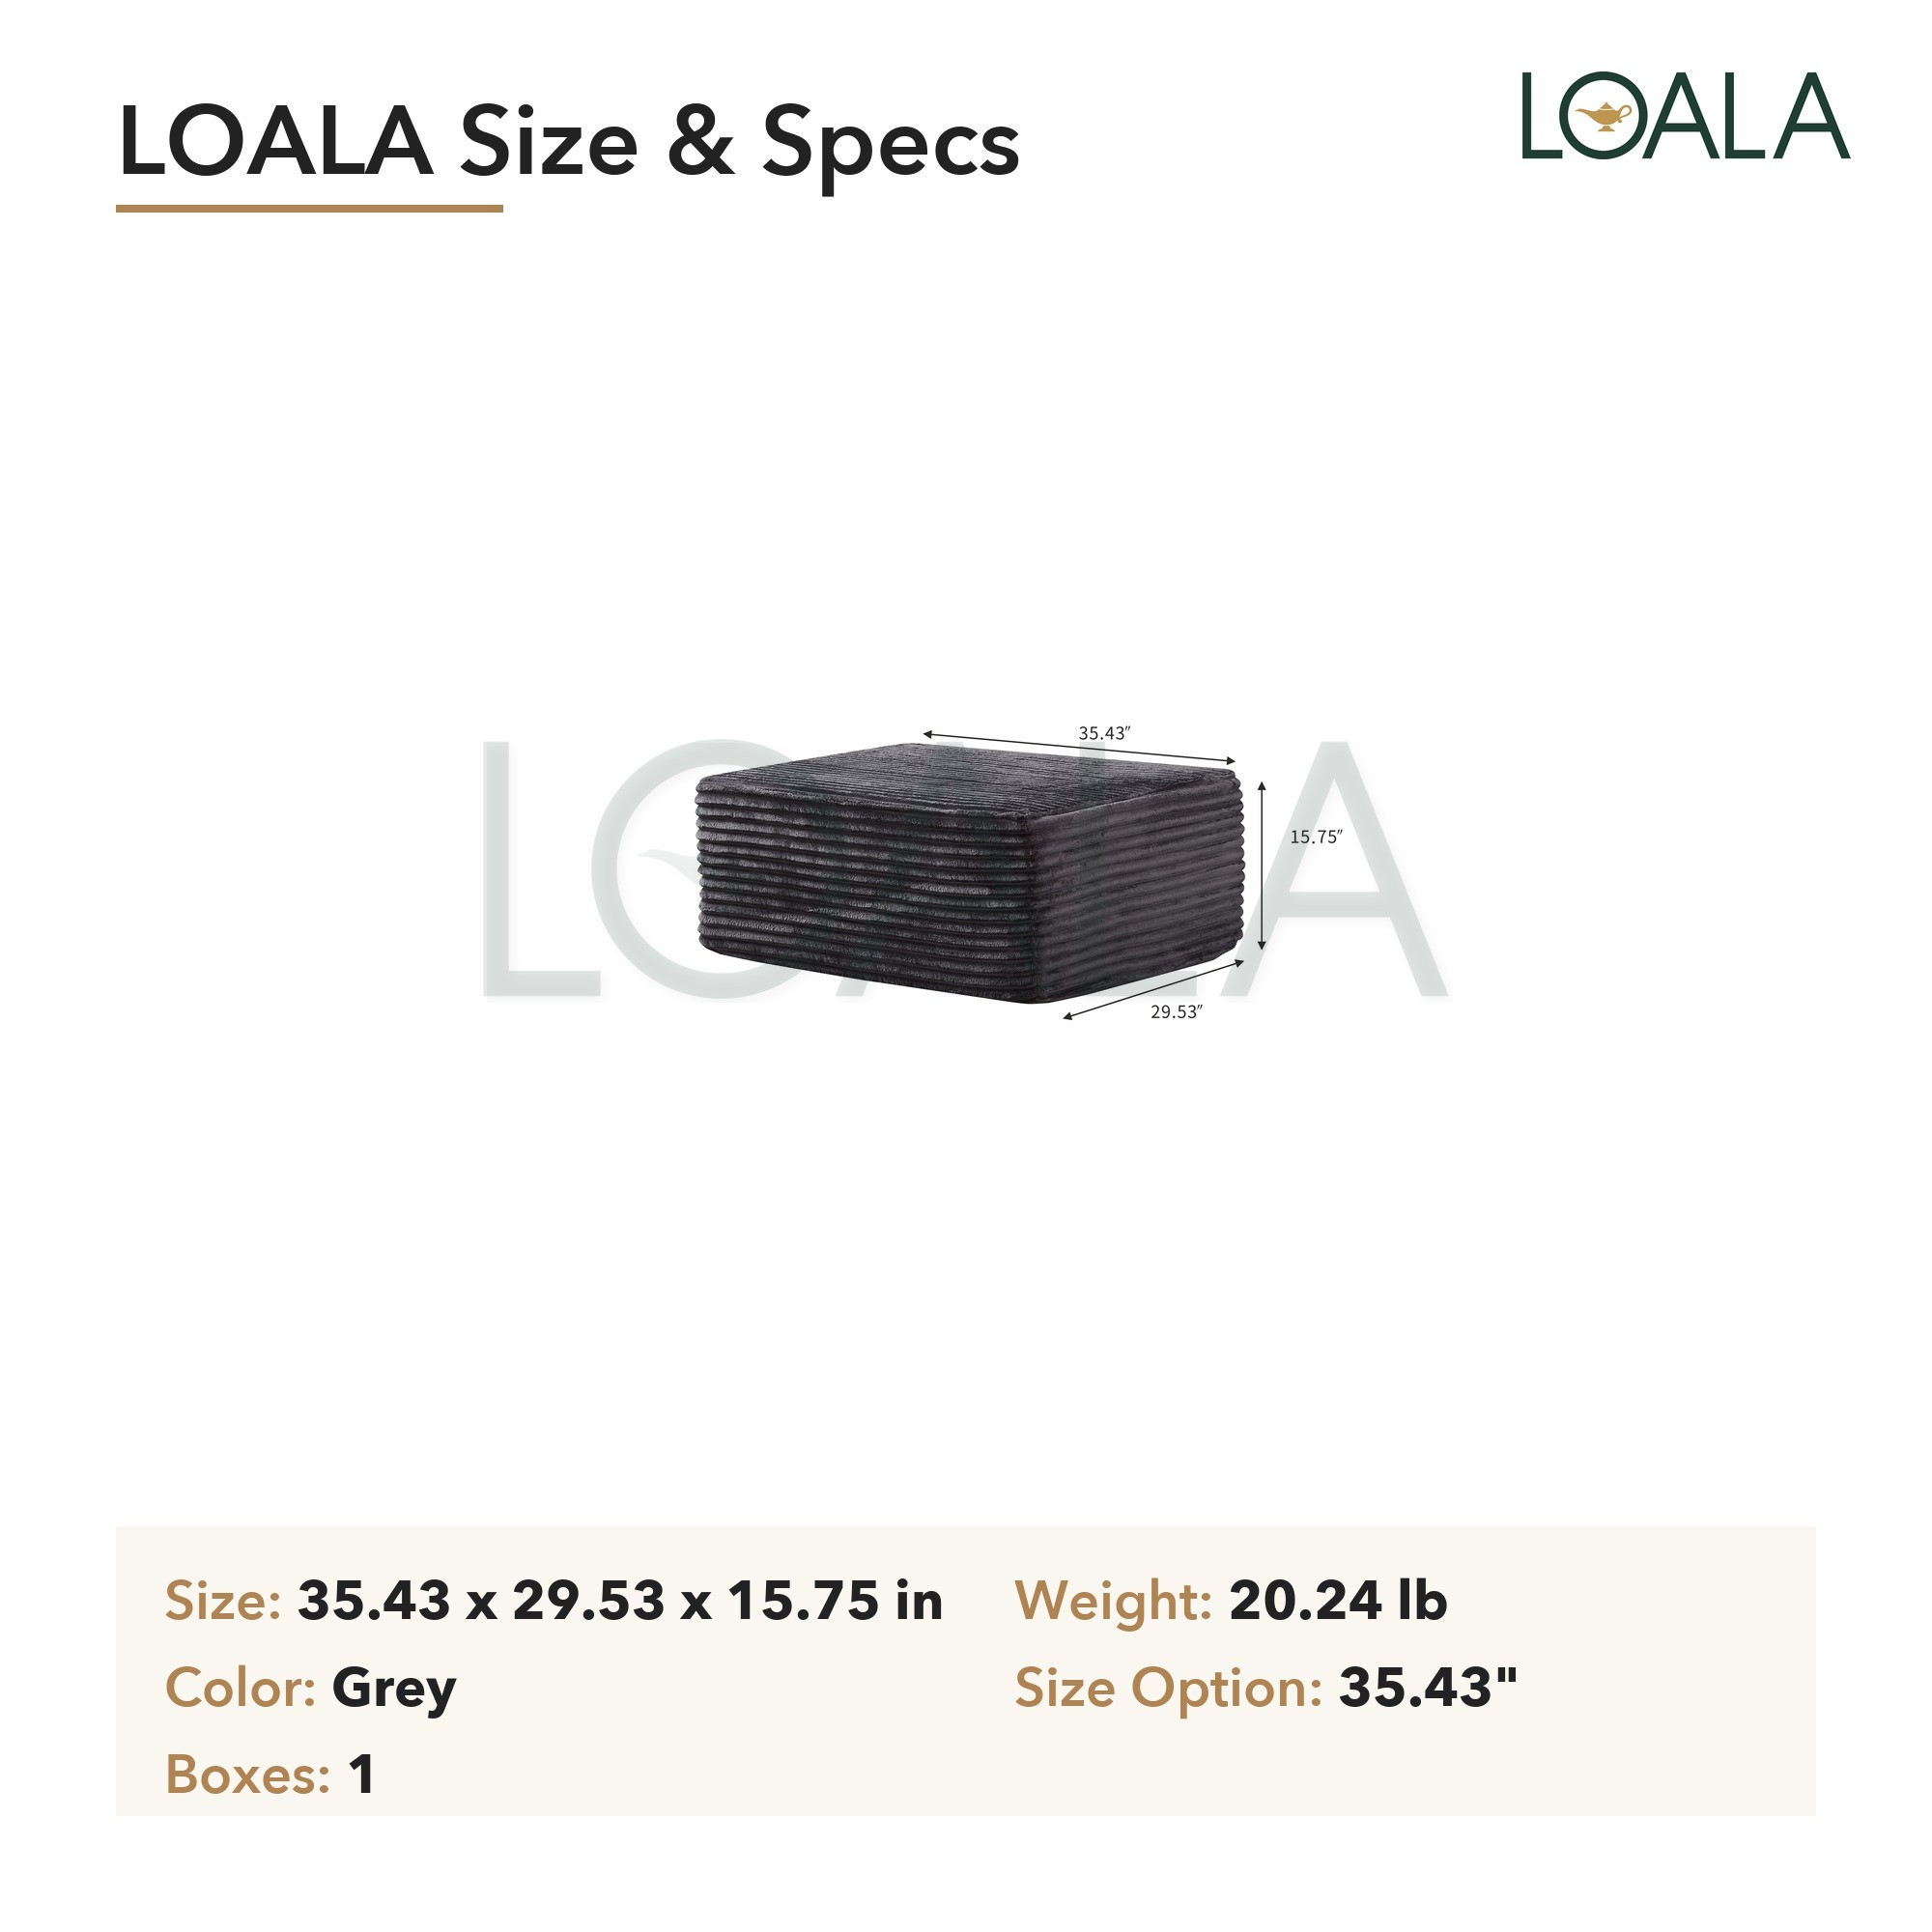 LOALA Size & Specs
LOALA
35.43″
15.75″
29.53″
LOALA
Size: 35.43 x 29.53 x 15.75 in
Weight: 20.24 lb
Color: Grey
Size Option: 35.43"
Boxes: 1